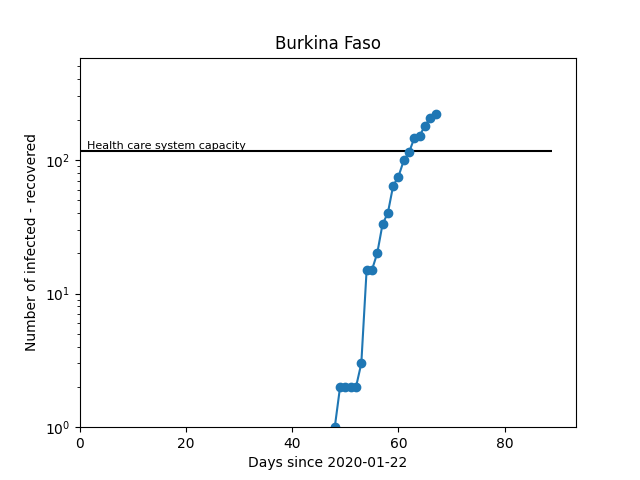 Burkina Faso
Number of infected - recovered
10²
10¹
10⁰
Health care system capacity
0 20 40 60 80
Days since 2020-01-22